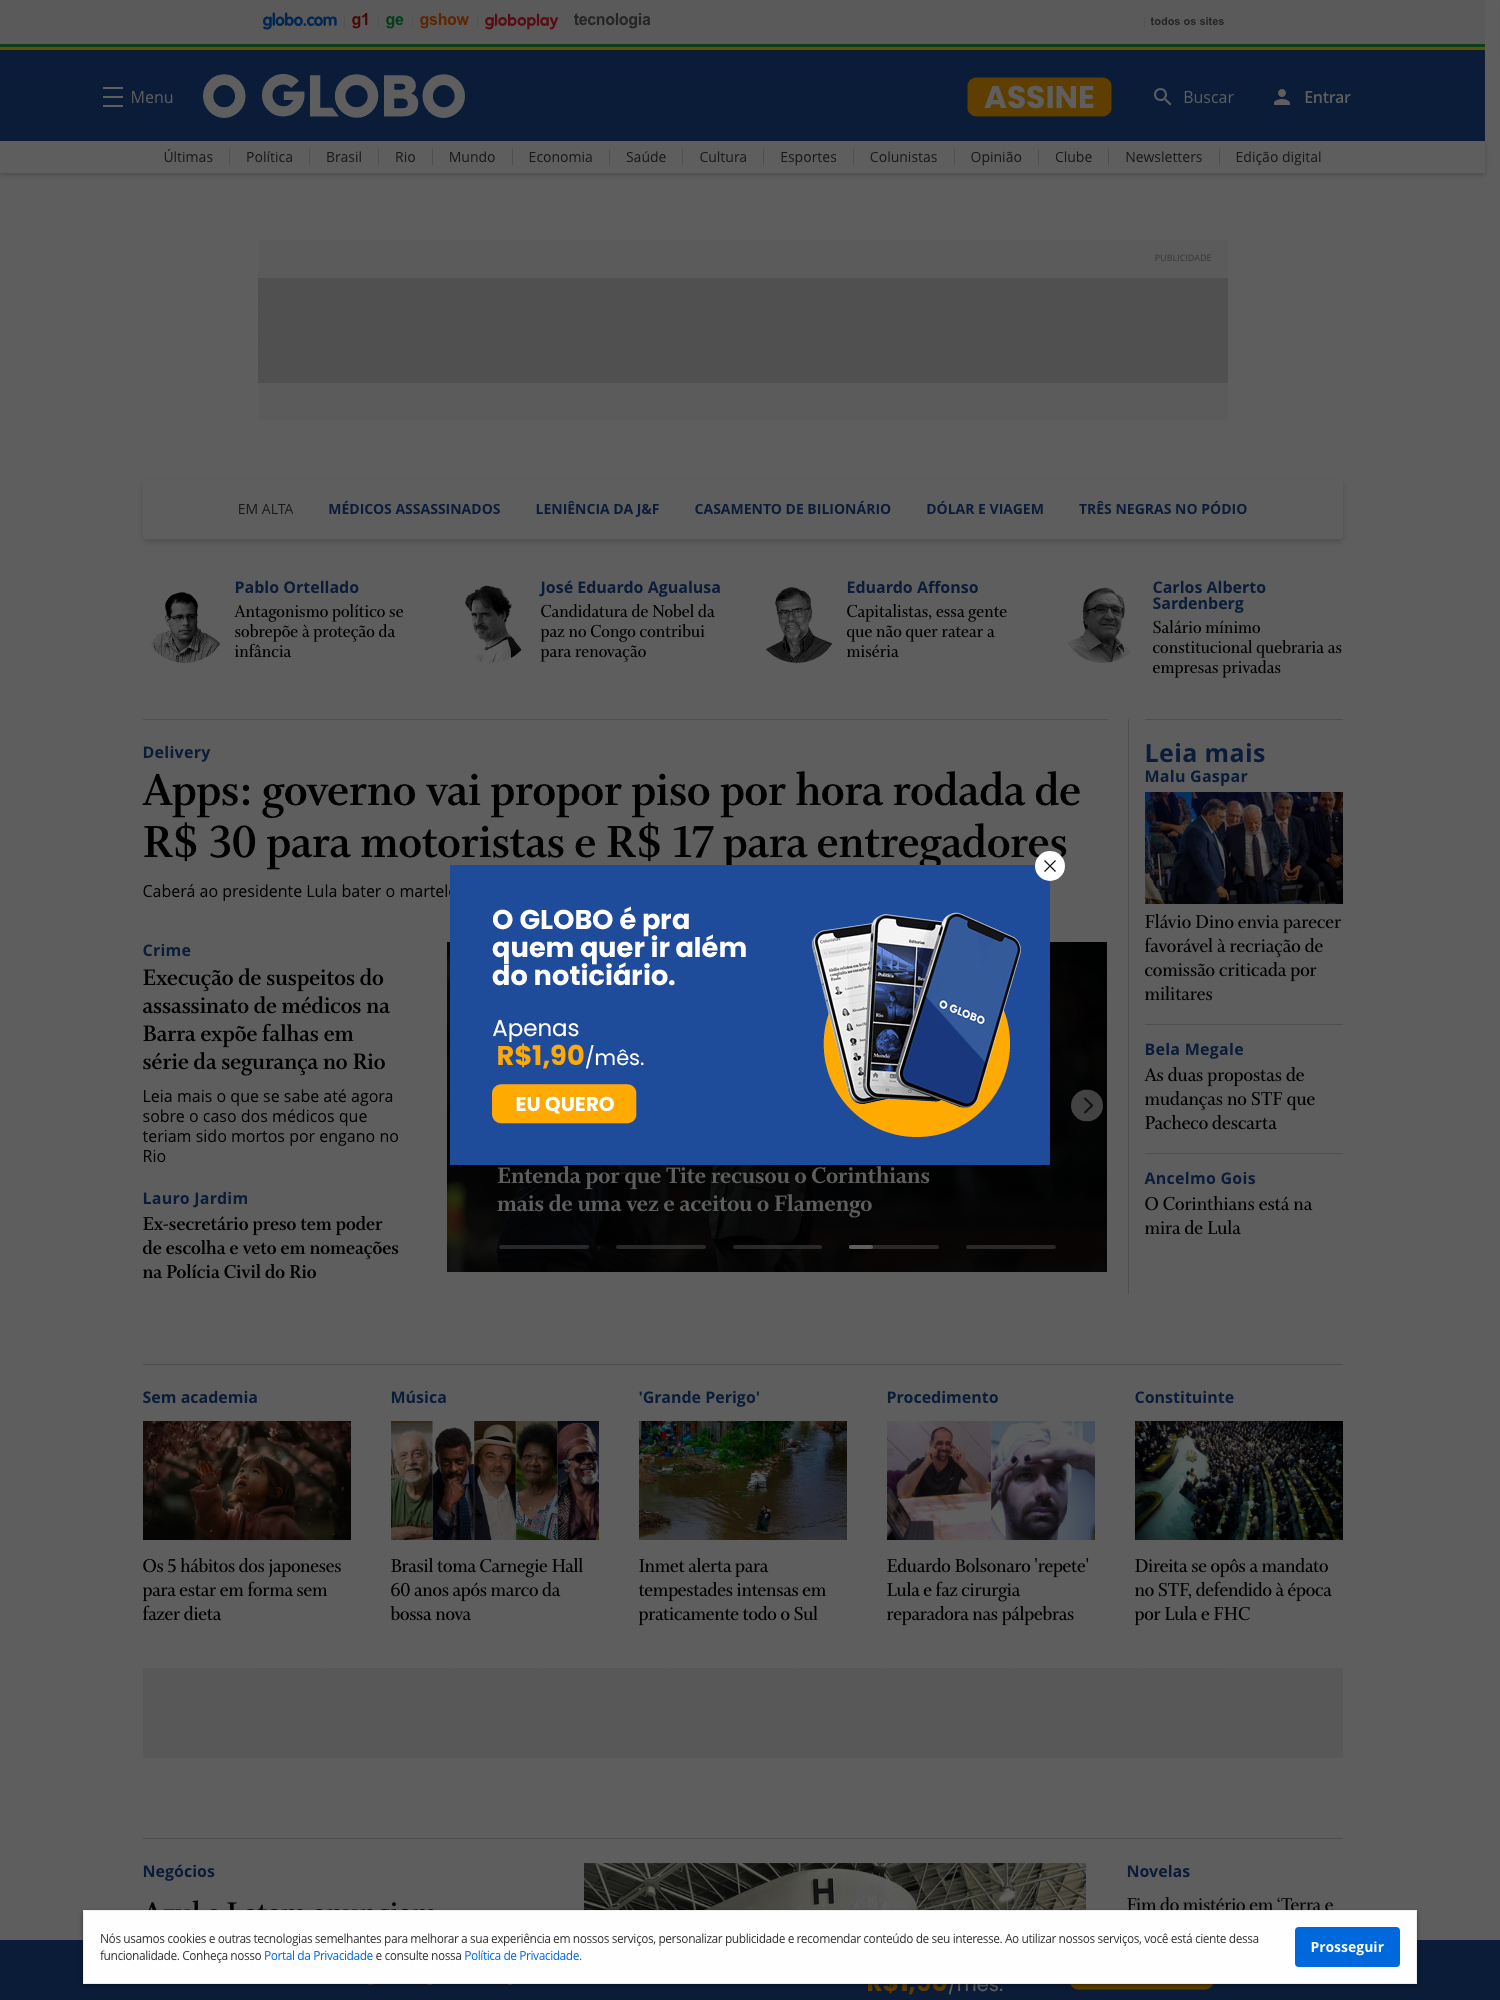 globo.com g1 ge gshow globoplay tecnologia todos os sites
Menu O GLOBO ASSINE Buscar Entrar
Últimas Política Brasil Rio Mundo Economia Saúde Cultura Esportes Colunistas Opinião Clube Newsletters Edição digital
PUBLICIDADE
EM ALTA MÉDICOS ASSASSINADOS LENIÊNCIA DA J&F CASAMENTO DE BILIONÁRIO DÓLAR E VIAGEM TRÊS NEGRAS NO PÓDIO
Pablo Ortellado
Antagonismo político se
sobrepõe à proteção da
infância
José Eduardo Agualusa
Candidatura de Nobel da
paz no Congo contribui
para renovação
Eduardo Affonso
Capitalistas, essa gente
que não quer ratear a
miséria
Carlos Alberto
Sardenberg
Salário mínimo
constitucional quebraria as
empresas privadas
Delivery
Apps: governo vai propor piso por hora rodada de
R$ 30 para motoristas e R$ 17 para entregadores
Caberá ao presidente Lula bater o martelo
Crime
Execução de suspeitos do
assassinato de médicos na
Barra expõe falhas em
série da segurança no Rio
Leia mais o que se sabe até agora
sobre o caso dos médicos que
teriam sido mortos por engano no
Rio
Lauro Jardim
Ex-secretário preso tem poder
de escolha e veto em nomeações
na Polícia Civil do Rio
O GLOBO é pra
quem quer ir além
do noticiário.
Apenas
R$1,90/mês.
EU QUERO
Editorias
Política
Rio
Mundo
O GLOBO
Entenda por que Tite recusou o Corinthians
mais de uma vez e aceitou o Flamengo
Leia mais
Malu Gaspar
Flávio Dino envia parecer
favorável à recriação de
comissão criticada por
militares
Bela Megale
As duas propostas de
mudanças no STF que
Pacheco descarta
Ancelmo Gois
O Corinthians está na
mira de Lula
Sem academia
Os 5 hábitos dos japoneses
para estar em forma sem
fazer dieta
Música
Brasil toma Carnegie Hall
60 anos após marco da
bossa nova
'Grande Perigo'
Inmet alerta para
tempestades intensas em
praticamente todo o Sul
Procedimento
Eduardo Bolsonaro 'repete'
Lula e faz cirurgia
reparadora nas pálpebras
Constituinte
Direita se opôs a mandato
no STF, defendido à época
por Lula e FHC
Negócios
Azul e Latam anunciam
H
Novelas
Fim do mistério em 'Terra e
Nós usamos cookies e outras tecnologias semelhantes para melhorar a sua experiência em nossos serviços, personalizar publicidade e recomendar conteúdo de seu interesse. Ao utilizar nossos serviços, você está ciente dessa
funcionalidade. Conheça nosso Portal da Privacidade e consulte nossa Política de Privacidade.
Prosseguir
R$1,90/mês.